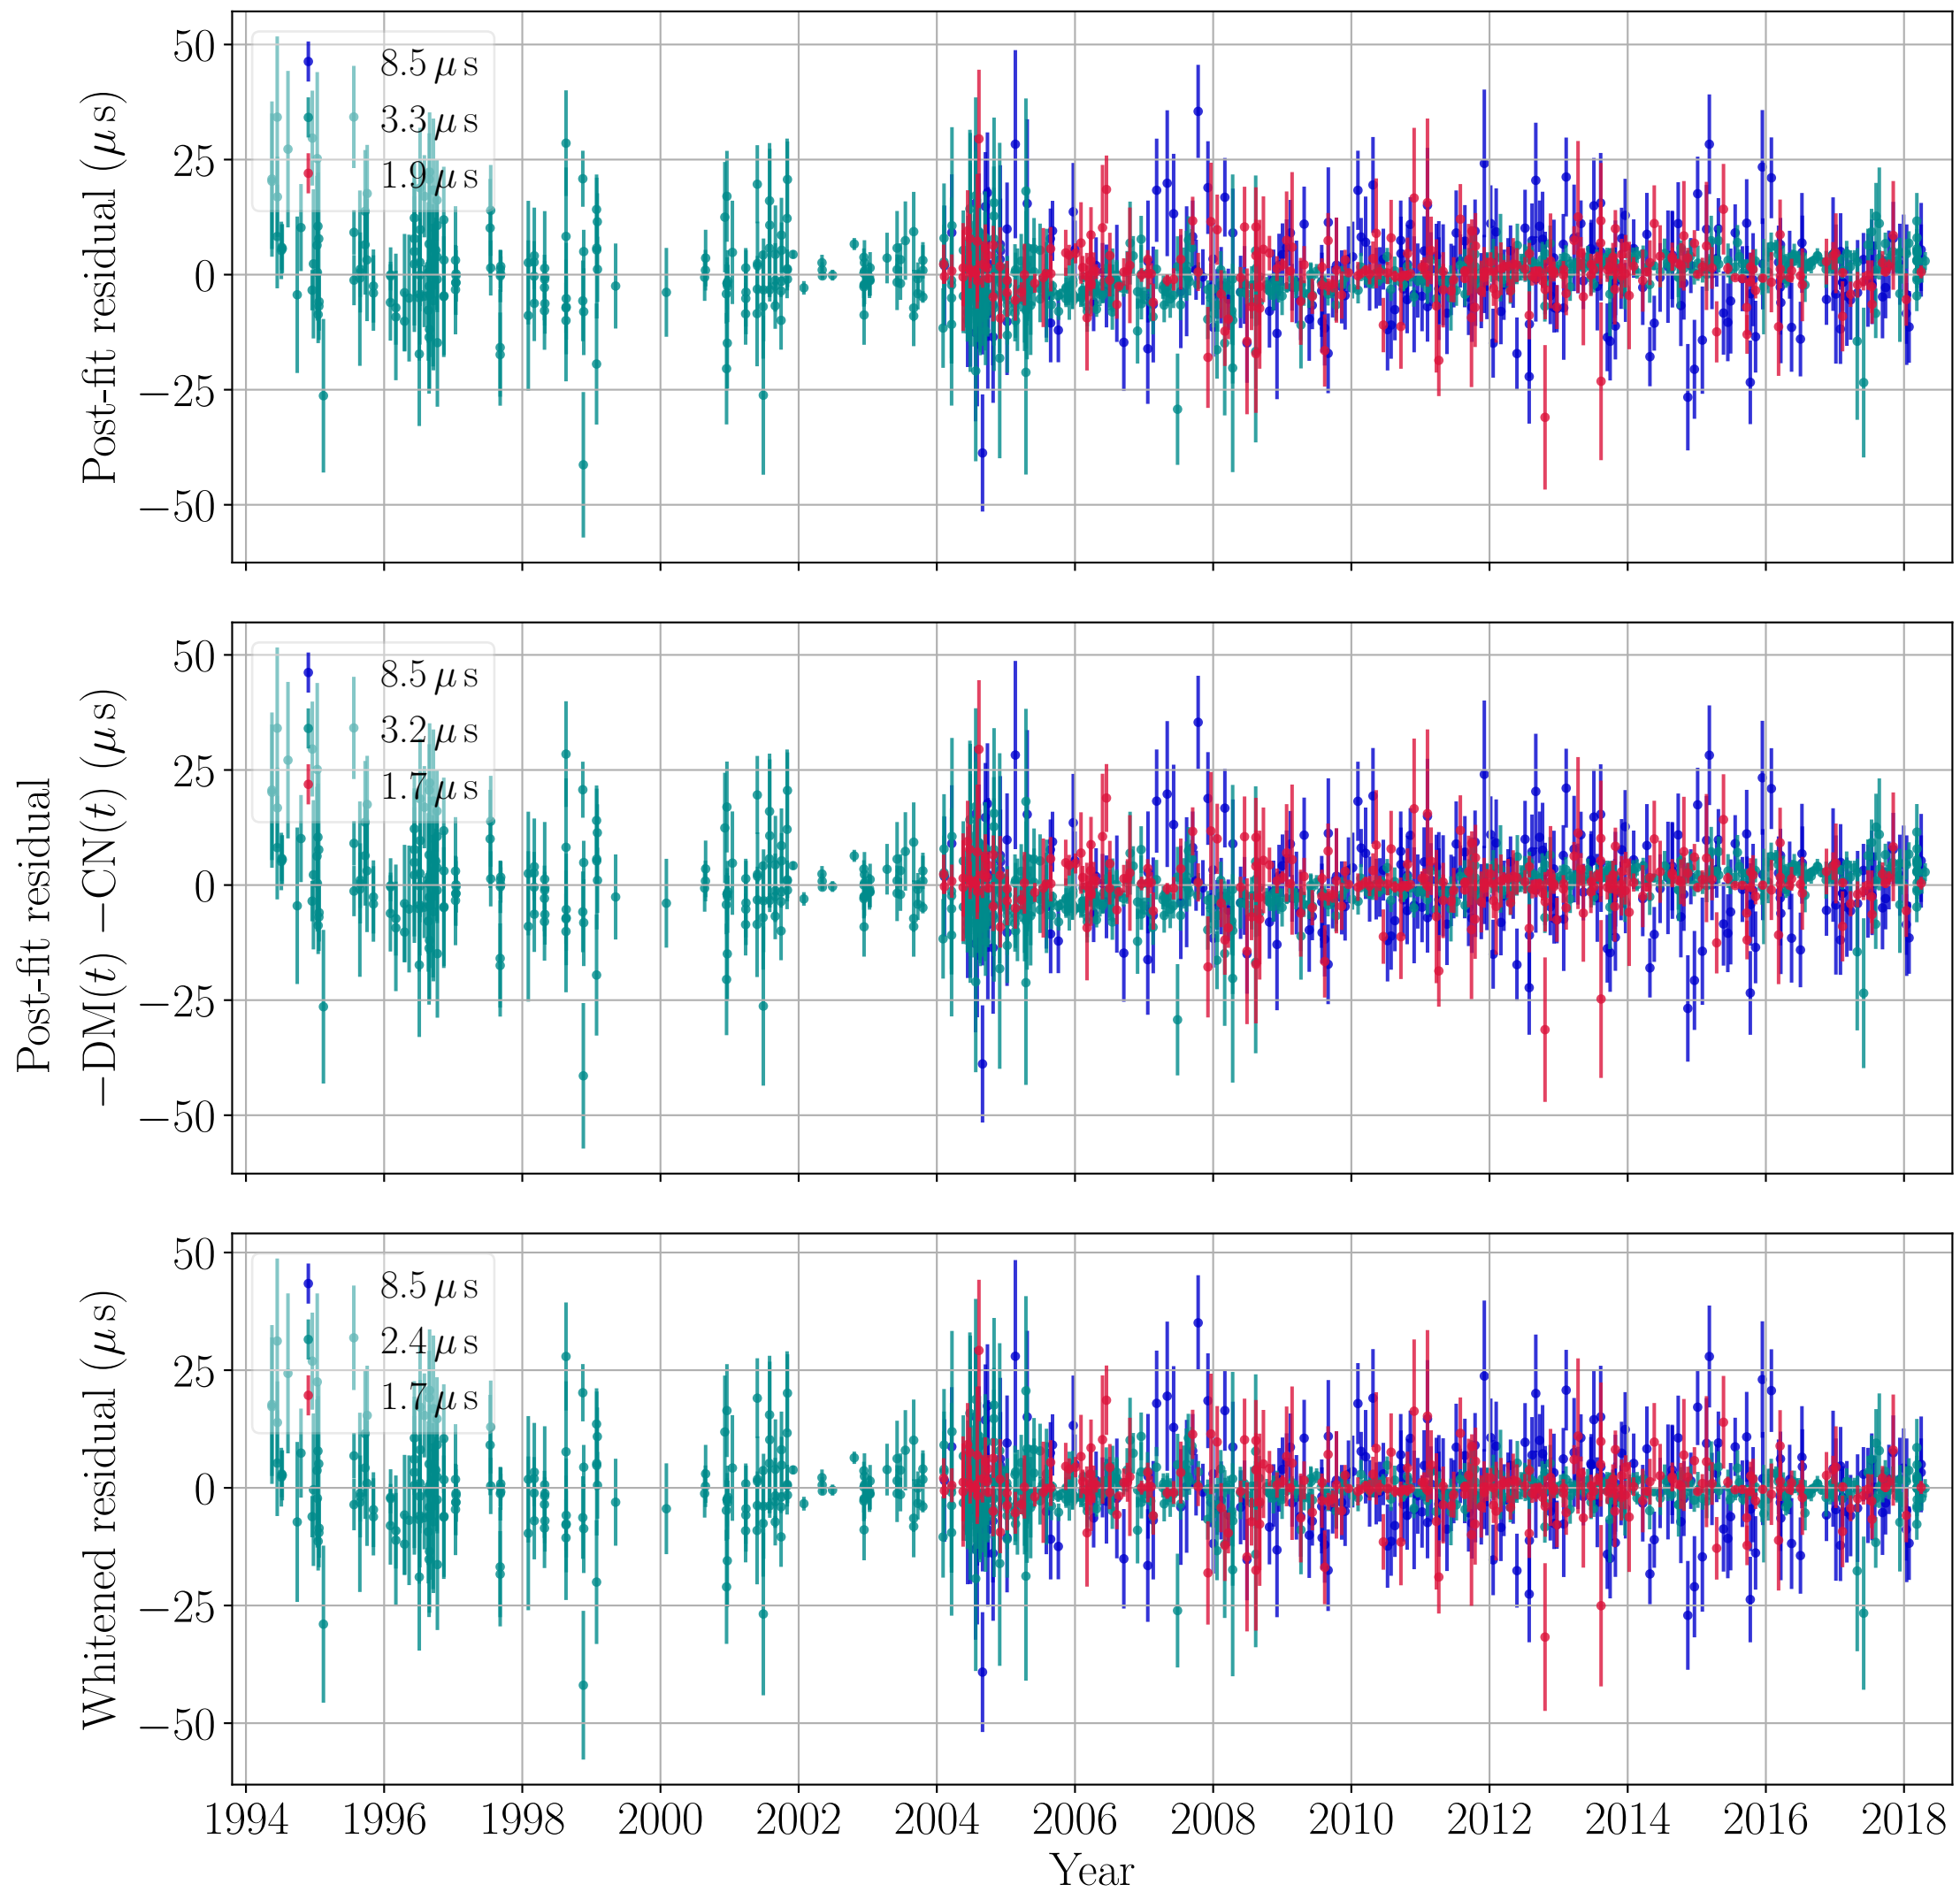 Post-fit residual (μs)
50
25
0
−25
−50
8.5 μs
3.3 μs
1.9 μs
Post-fit residual
−DM(t) −CN(t) (μs)
50
25
0
−25
−50
8.5 μs
3.2 μs
1.7 μs
Whitened residual (μs)
50
25
0
−25
−50
8.5 μs
2.4 μs
1.7 μs
1994 1996 1998 2000 2002 2004 2006 2008 2010 2012 2014 2016 2018
Year